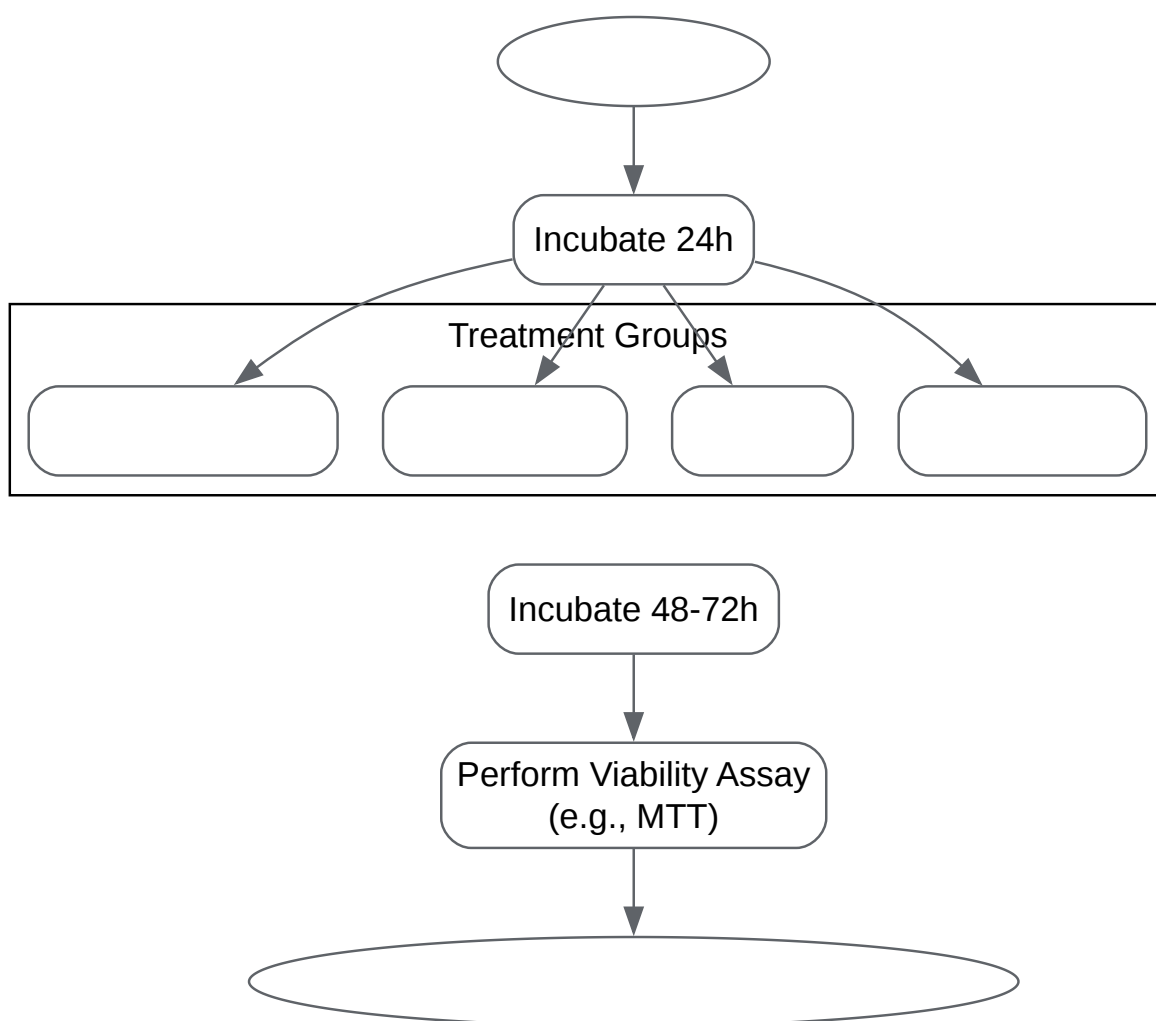 Incubate 24h
Treatment Groups
Incubate 48-72h
Perform Viability Assay
(e.g., MTT)